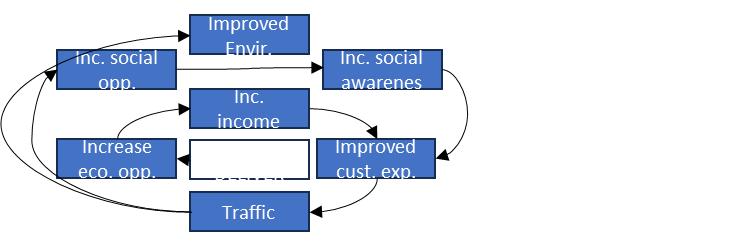 Improved
Envir.
Inc. social
opp.
Inc. social
awarenes
Inc.
income
Increase
eco. opp.
Improved
cust. exp.
Traffic